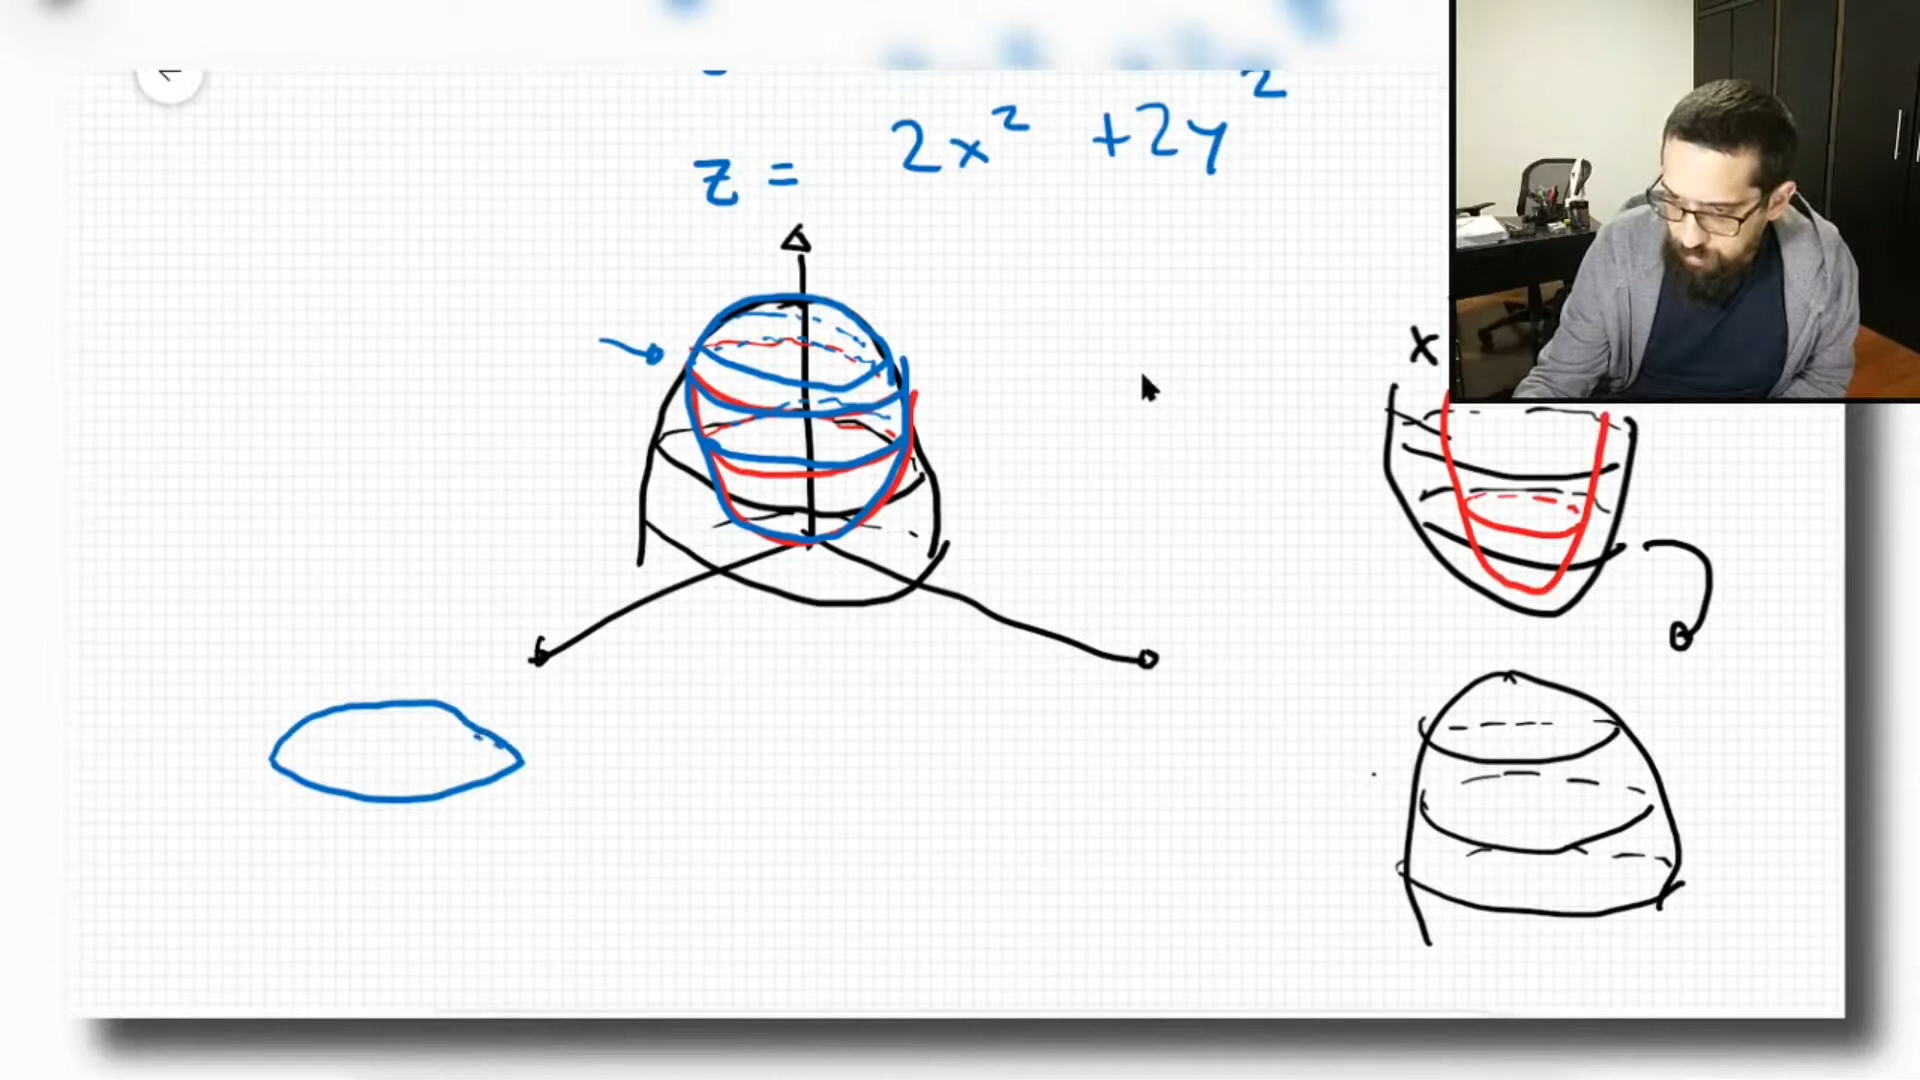 z = 2x² + 2y²
x